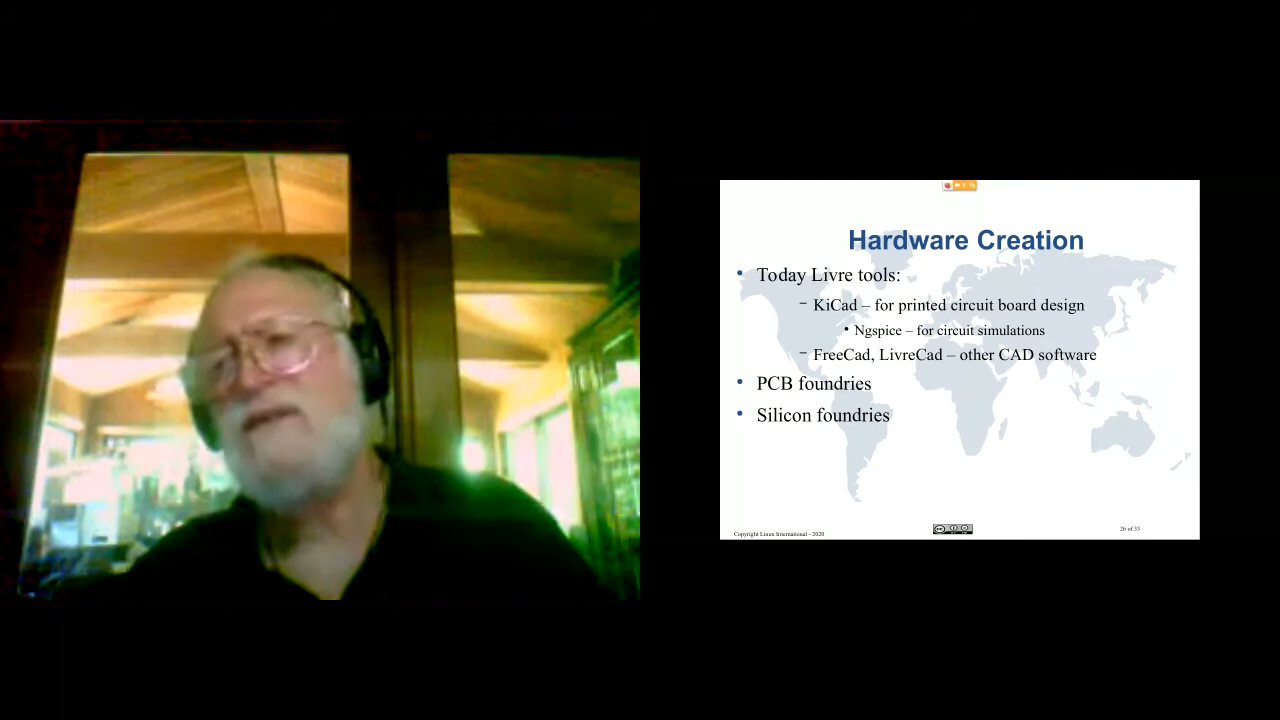 Hardware Creation
• Today Livre tools:
– KiCad – for printed circuit board design
• Ngspice – for circuit simulations
– FreeCad, LivreCad – other CAD software
• PCB foundries
• Silicon foundries
Copyright Linux International - 2020
26 of 33